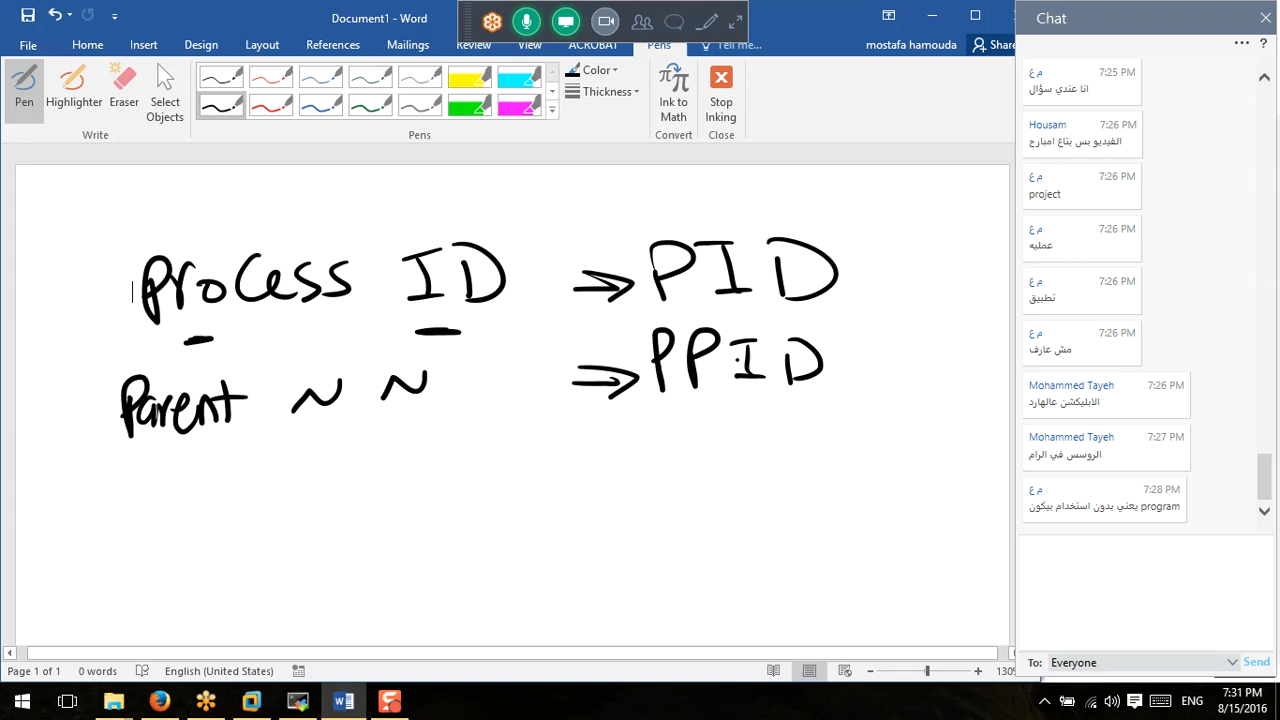 Document1 - Word
File Home Insert Design Layout References Mailings Review View ACROBAT Pens Tell me... mostafa hamouda Share
Pen Highlighter Eraser Select Objects
Color
Thickness
Ink to Math Stop Inking
Write Pens Convert Close
process ID ⇒ PID
Parent ~ ~ ⇒ PPID
Page 1 of 1 0 words English (United States) 130%
Chat
م ع 7:25 PM
انا عندي سؤال
Housam 7:26 PM
الفيديو بس بتاع امبارح
م ع 7:26 PM
project
م ع 7:26 PM
عمليه
م ع 7:26 PM
تطبيق
م ع 7:26 PM
مش عارف
Mohammed Tayeh 7:26 PM
الابليكشن عالهارد
Mohammed Tayeh 7:27 PM
الروسس في الرام
م ع 7:28 PM
program يعني بدون استخدام بيكون
To: Everyone Send
ENG 7:31 PM
8/15/2016